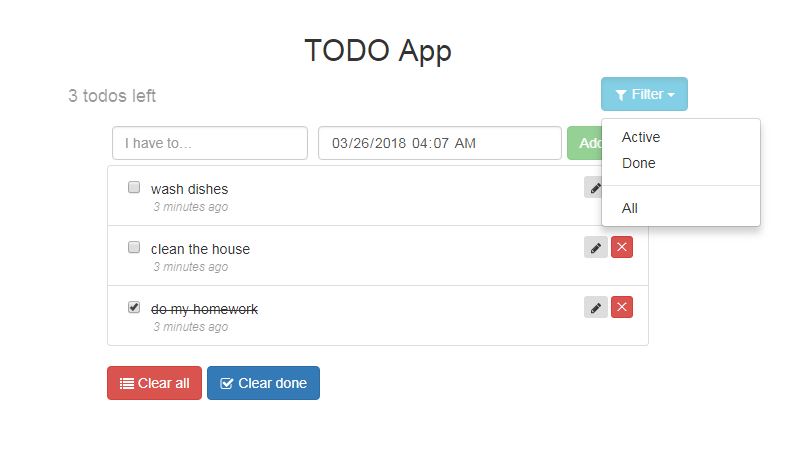 TODO App
3 todos left
Filter
I have to...
03/26/2018 04:07 AM
Active
Done
All
wash dishes
3 minutes ago
clean the house
3 minutes ago
do my homework
3 minutes ago
Clear all
Clear done